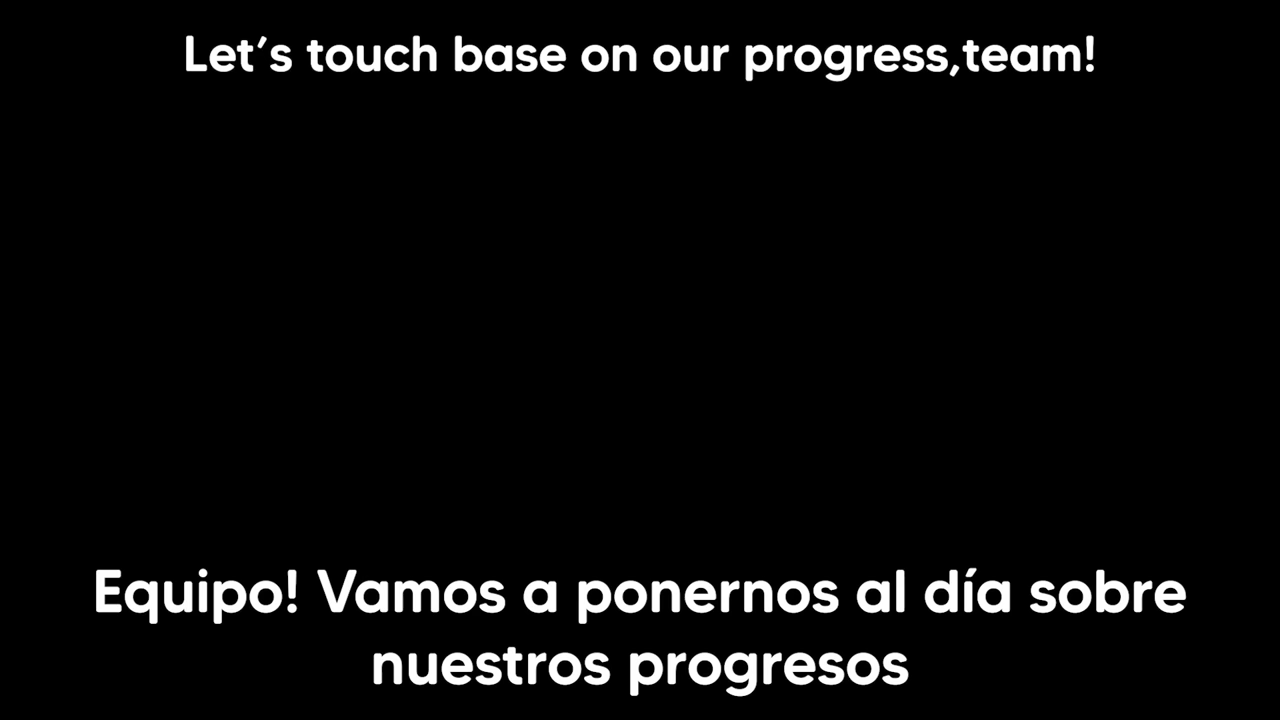 Let’s touch base on our progress,team!
Equipo! Vamos a ponernos al día sobre
nuestros progresos